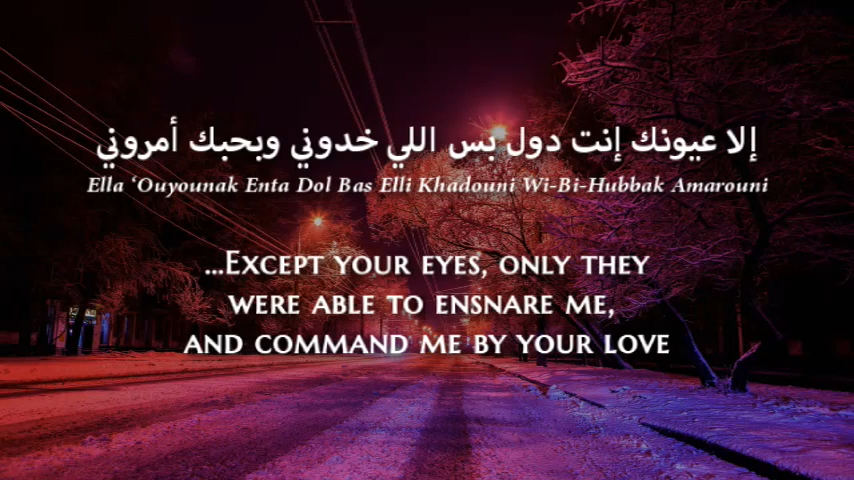 إلا عيونك إنت دول بس اللي خدوني وبحبك أمروني
Ella ‘Ouyounak Enta Dol Bas Elli Khadouni Wi-Bi-Hubbak Amarouni
...Except your eyes, only they
were able to ensnare me,
and command me by your love